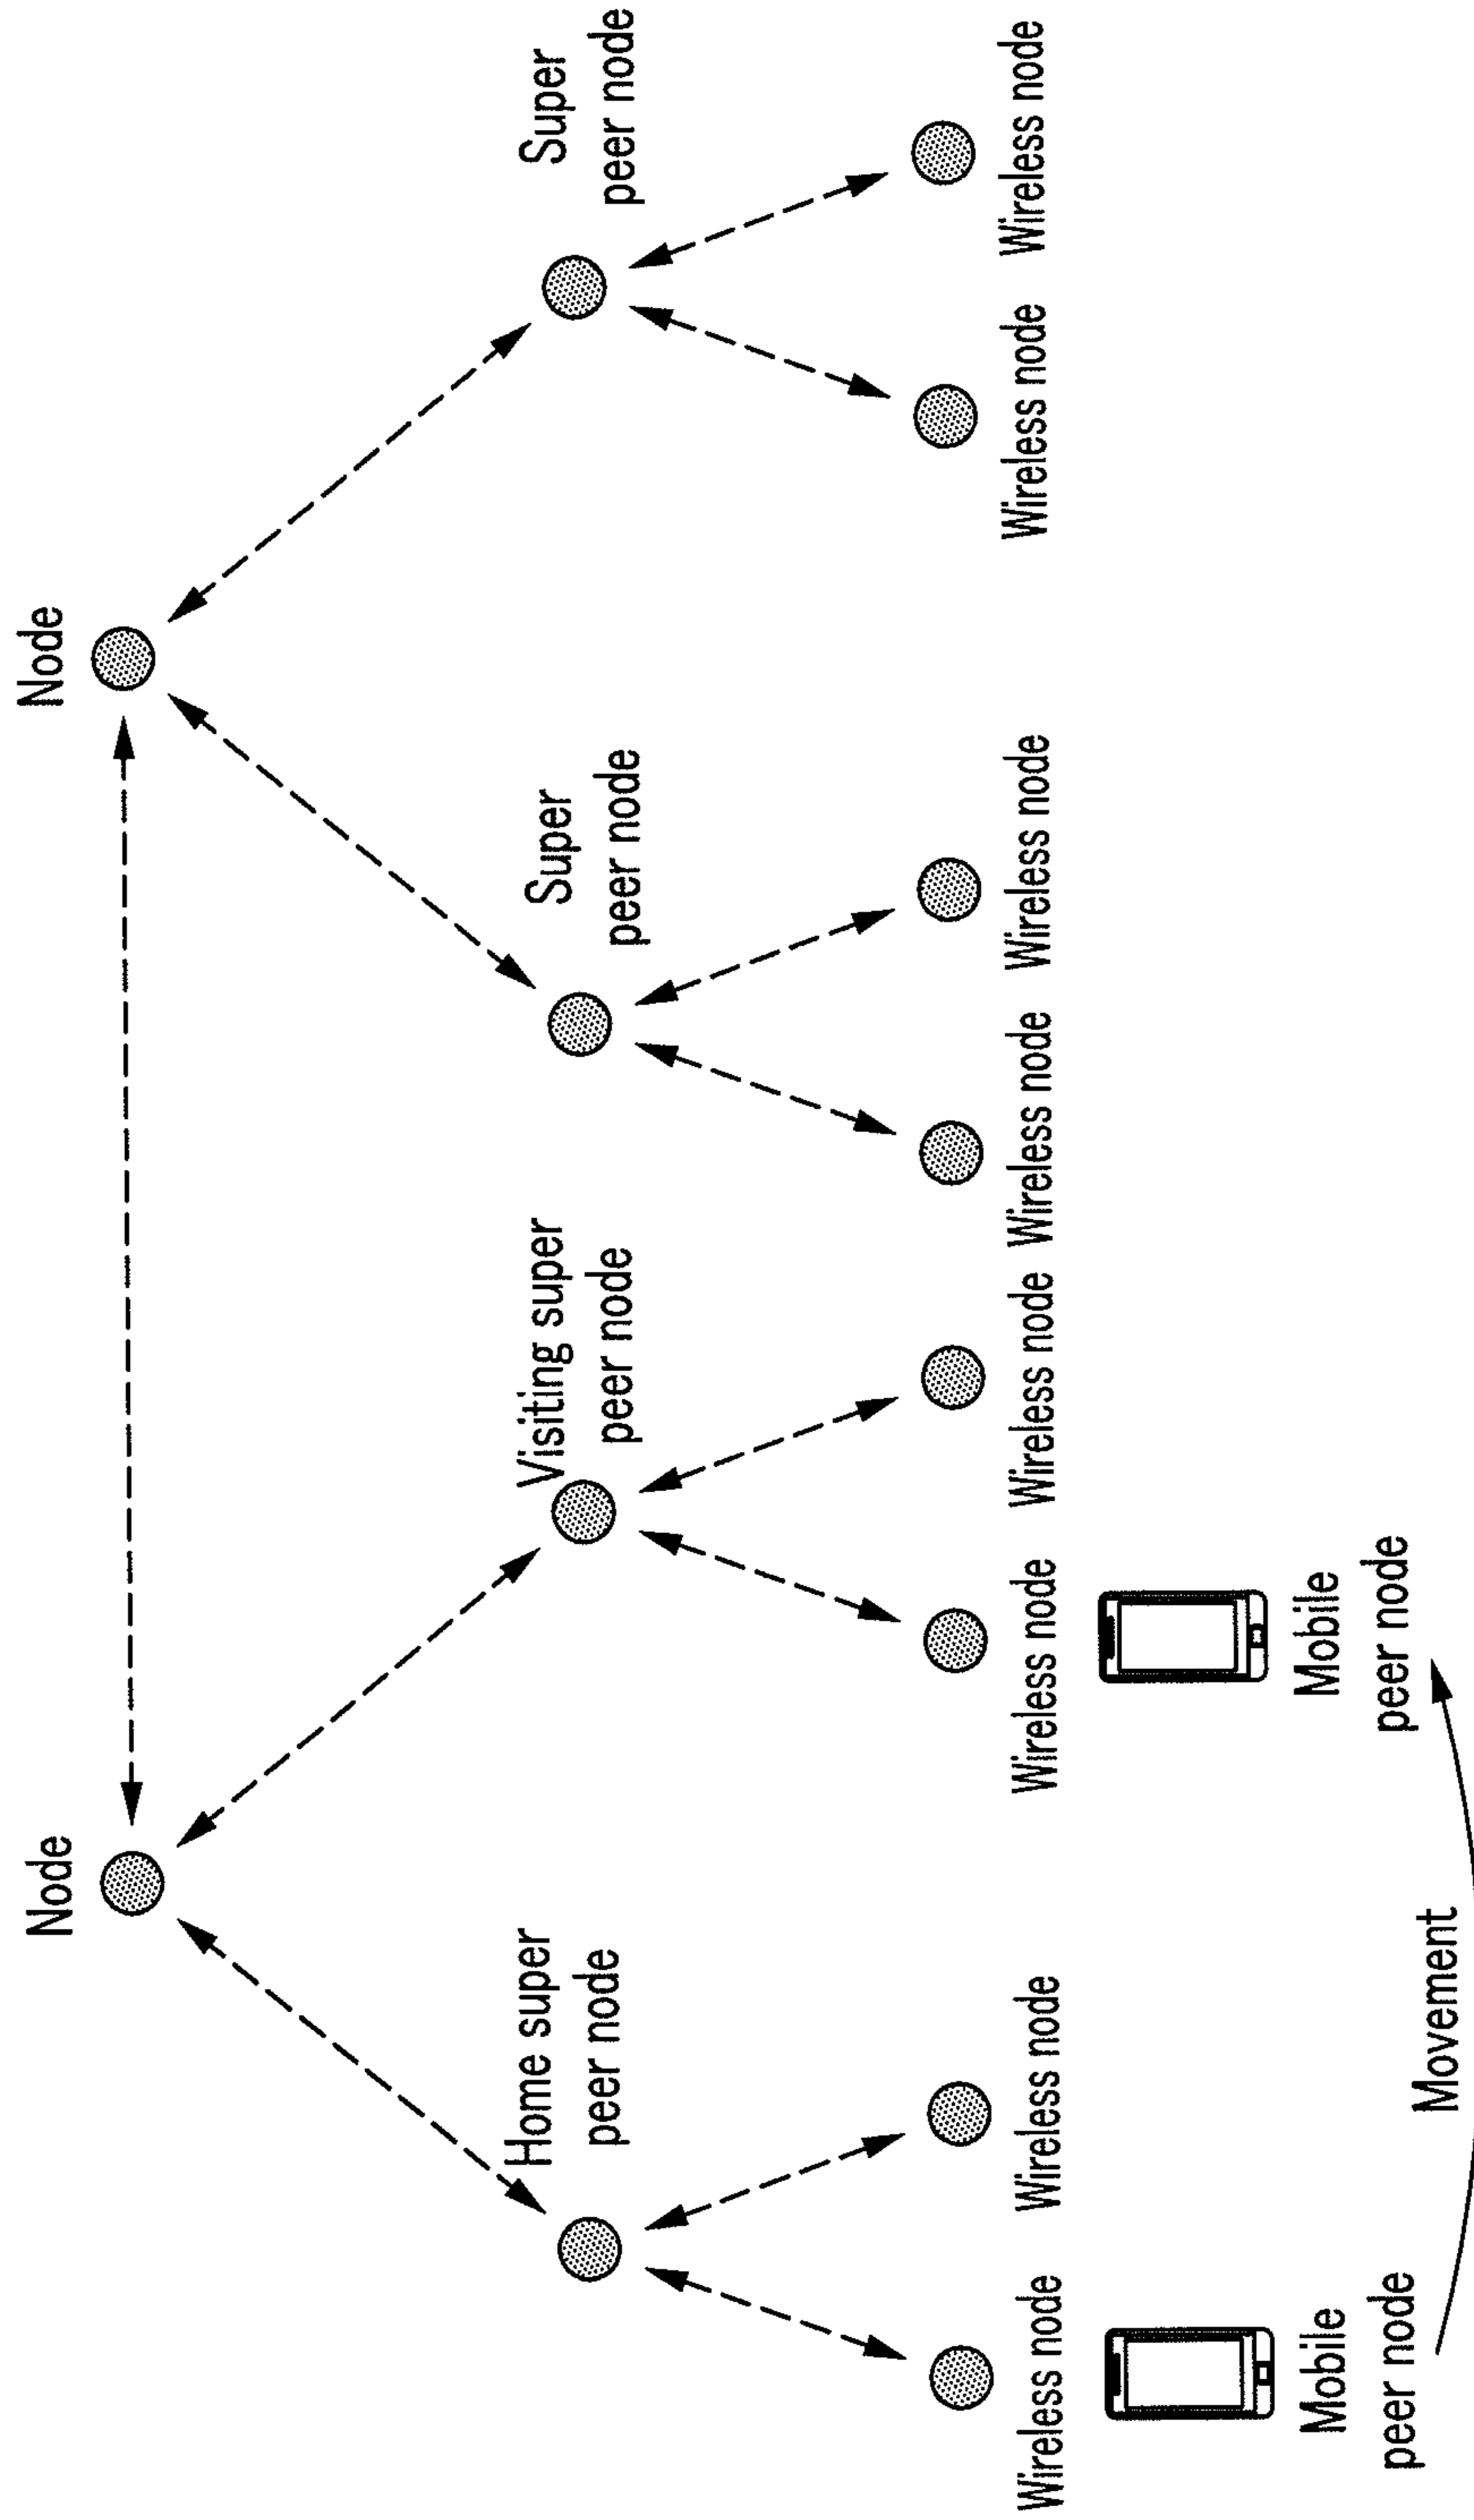 Node
Node
Home super
peer node
Visiting super
peer node
Super
peer node
Super
peer node
Wireless node
Wireless node
Wireless node
Wireless node
Wireless node
Wireless node
Wireless node
Wireless node
Mobile
peer node
Mobile
peer node
Movement